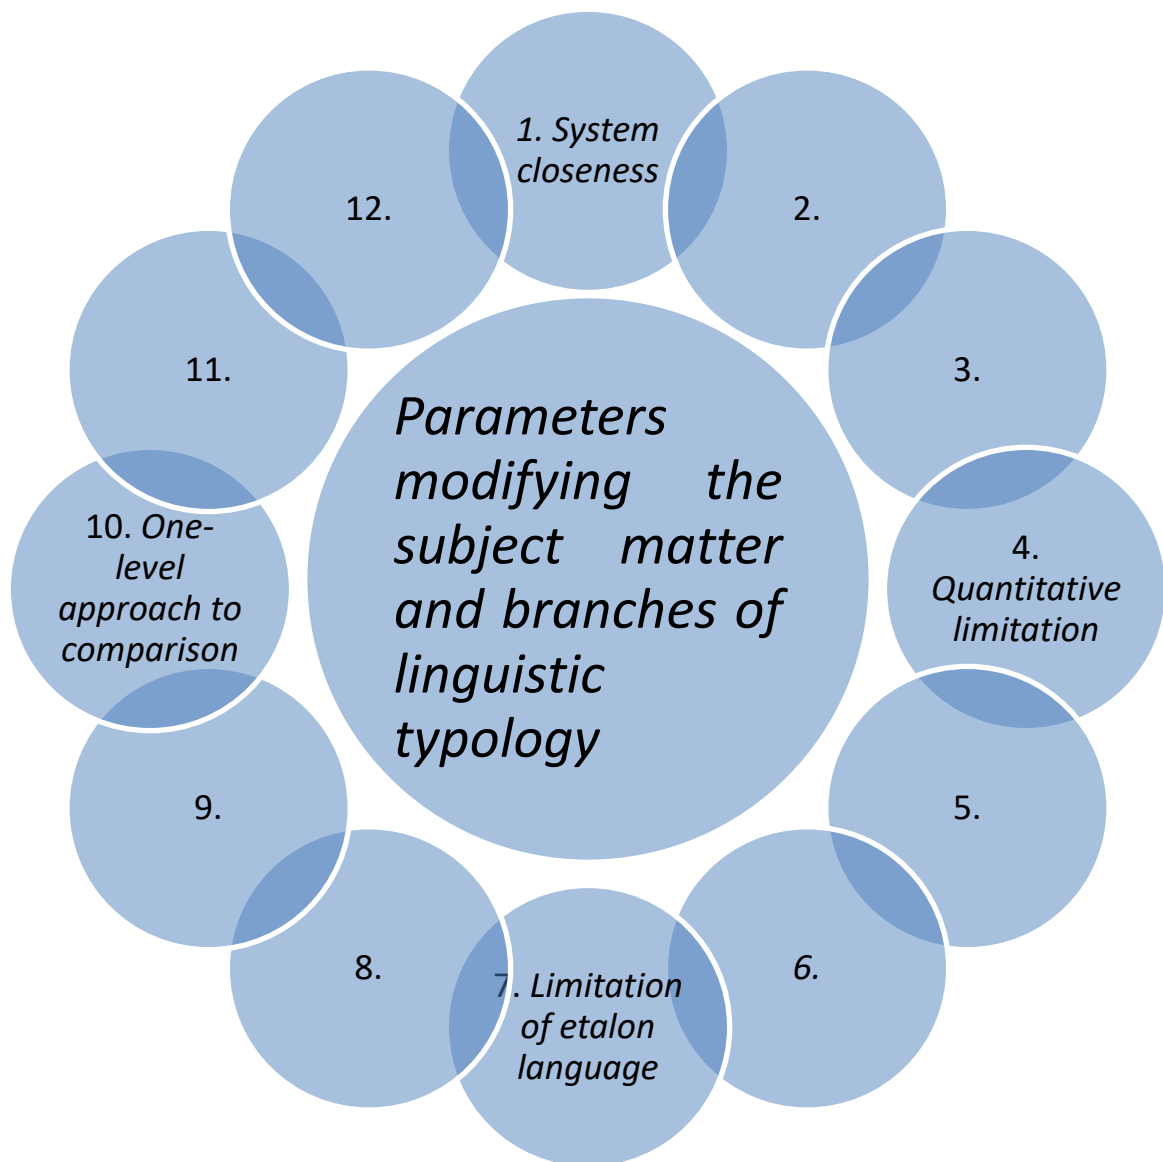 1. System
closeness
2.
3.
4.
Quantitative
limitation
5.
6.
7. Limitation
of etalon
language
8.
9.
10. One-
level
approach to
comparison
11.
12.
Parameters
modifying the
subject matter
and branches of
linguistic
typology